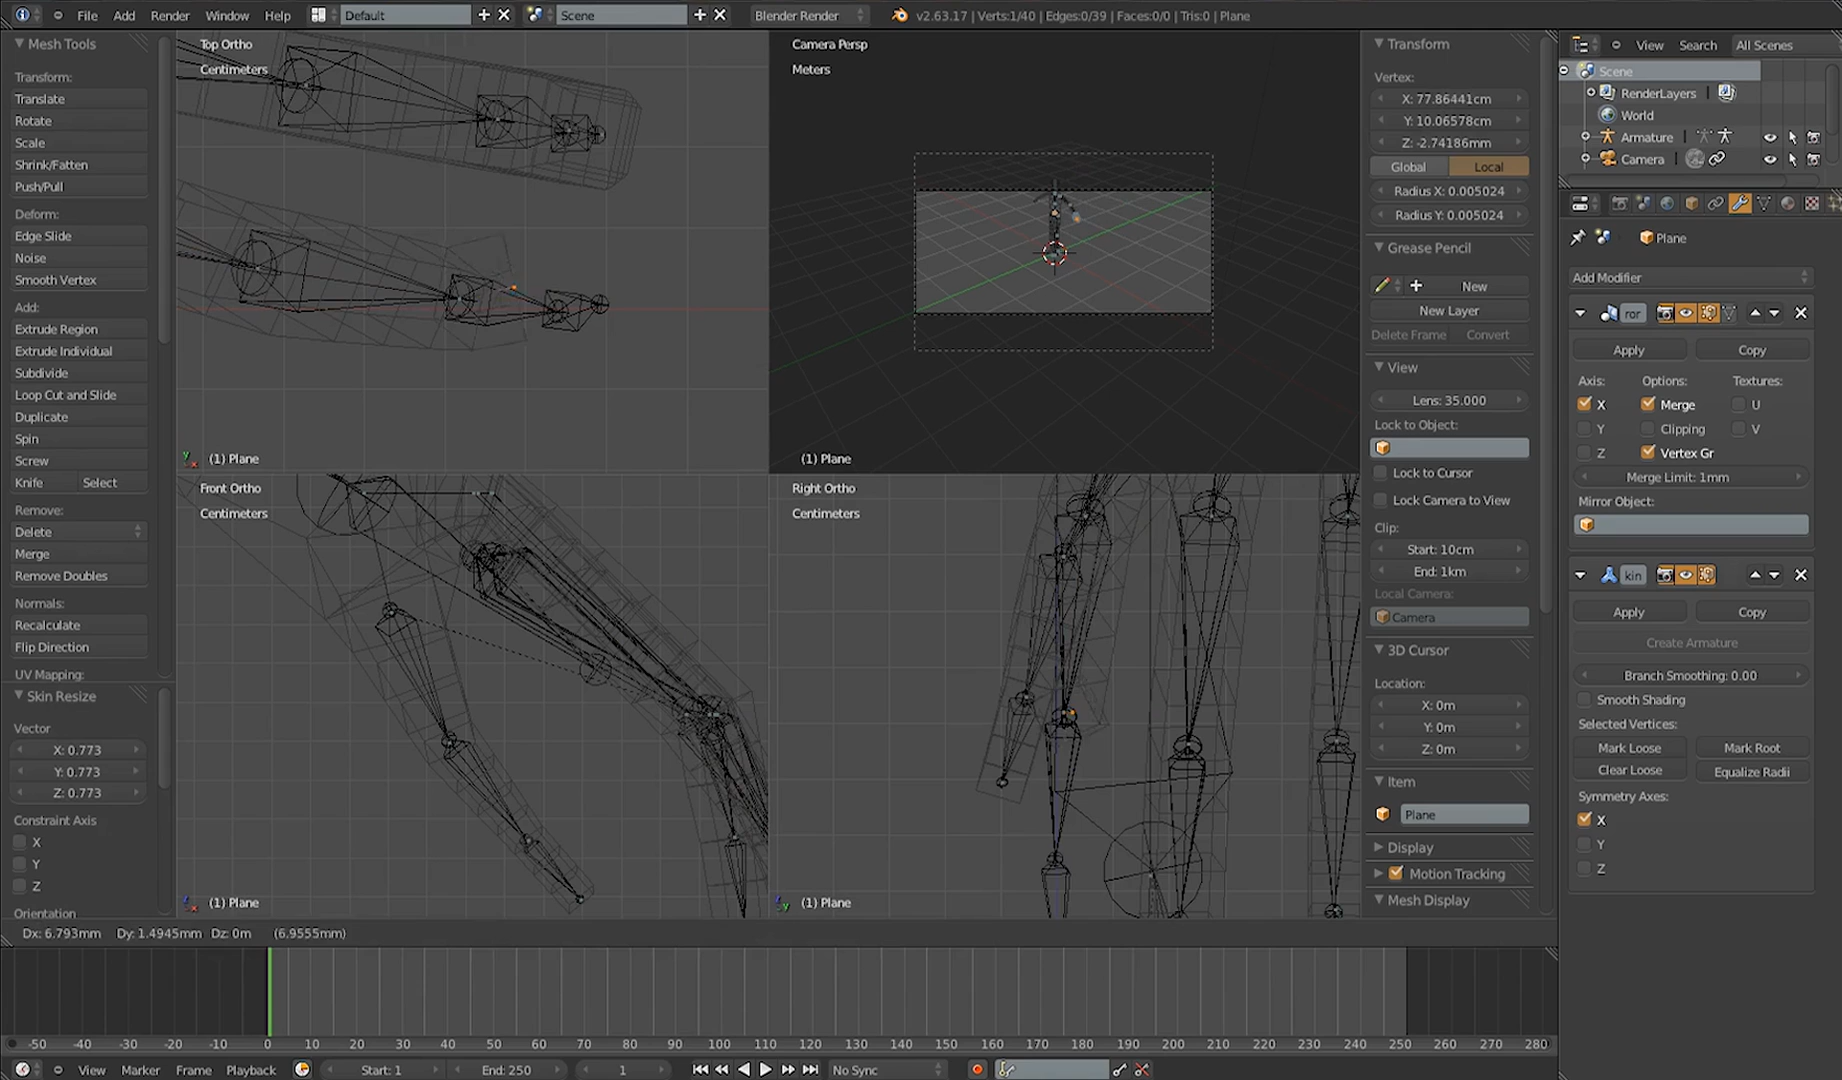 File Add Render Window Help Default Scene Blender Render v2.63.17 | Verts:1/40 | Edges:0/39 | Faces:0/0 | Tris:0 | Plane
Mesh Tools
Transform:
Translate
Rotate
Scale
Shrink/Fatten
Push/Pull
Deform:
Edge Slide
Noise
Smooth Vertex
Add:
Extrude Region
Extrude Individual
Subdivide
Loop Cut and Slide
Duplicate
Spin
Screw
Knife Select
Remove:
Delete
Merge
Remove Doubles
Normals:
Recalculate
Flip Direction
UV Mapping:
Skin Resize
Vector
X: 0.773
Y: 0.773
Z: 0.773
Constraint Axis
X
Y
Z
Orientation
Top Ortho
Centimeters
(1) Plane
Camera Persp
Meters
(1) Plane
Front Ortho
Centimeters
(1) Plane
Right Ortho
Centimeters
(1) Plane
Transform
Vertex:
X: 77.86441cm
Y: 10.06578cm
Z: -2.74186mm
Global Local
Radius X: 0.005024
Radius Y: 0.005024
Grease Pencil
New
New Layer
Delete Frame Convert
View
Lens: 35.000
Lock to Object:
Lock to Cursor
Lock Camera to View
Clip:
Start: 10cm
End: 1km
Local Camera:
Camera
3D Cursor
Location:
X: 0m
Y: 0m
Z: 0m
Item
Plane
Display
Motion Tracking
Mesh Display
View Search All Scenes
Scene
RenderLayers
World
Armature
Camera
Plane
Add Modifier
ror
Apply Copy
Axis: Options: Textures:
X Merge U
Y Clipping V
Z Vertex Gr
Merge Limit: 1mm
Mirror Object:
kin
Apply Copy
Create Armature
Branch Smoothing: 0.00
Smooth Shading
Selected Vertices:
Mark Loose Mark Root
Clear Loose Equalize Radii
Symmetry Axes:
X
Y
Z
Dx: 6.793mm Dy: 1.4945mm Dz: 0m (6.9555mm)
-50 -40 -30 -20 -10 0 10 20 30 40 50 60 70 80 90 100 110 120 130 140 150 160 170 180 190 200 210 220 230 240 250 260 270 280
View Marker Frame Playback Start: 1 End: 250 1 No Sync